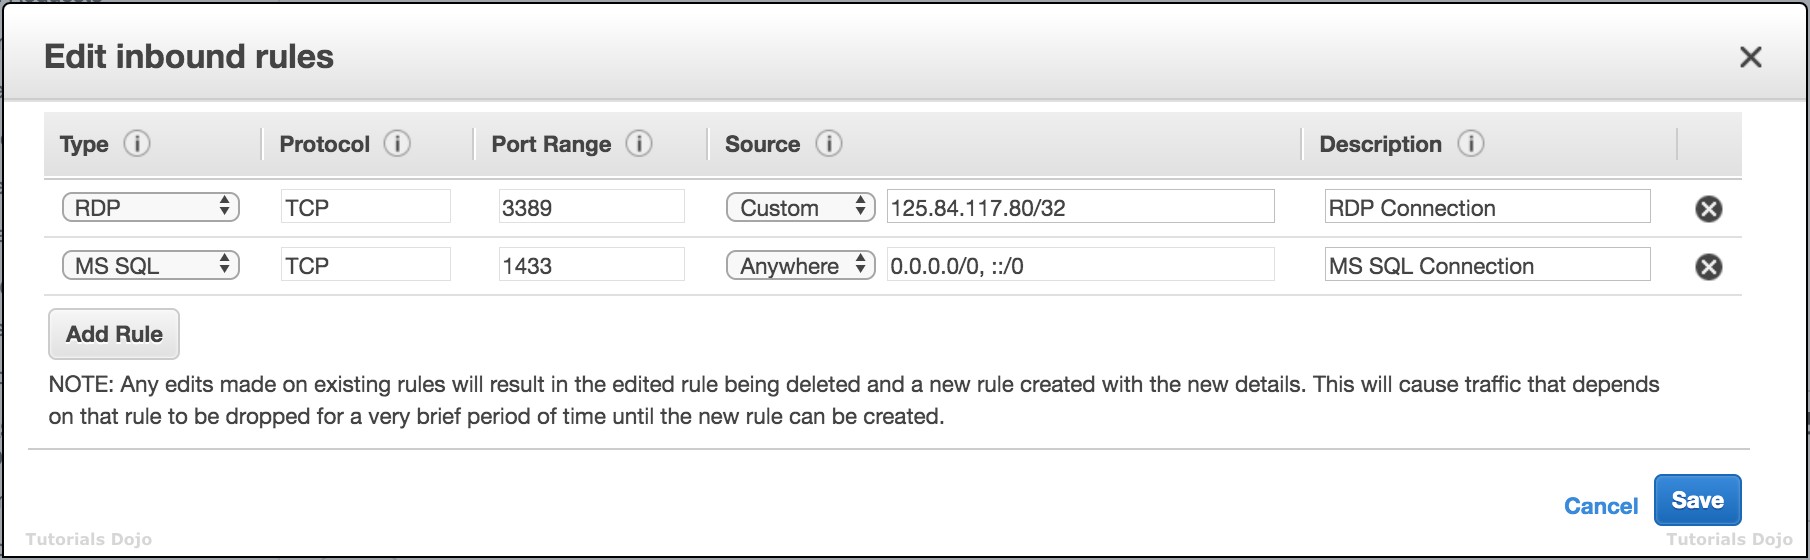 Edit inbound rules
Type Protocol Port Range Source Description
RDP TCP 3389 Custom 125.84.117.80/32 RDP Connection
MS SQL TCP 1433 Anywhere 0.0.0.0/0, ::/0 MS SQL Connection
Add Rule
NOTE: Any edits made on existing rules will result in the edited rule being deleted and a new rule created with the new details. This will cause traffic that depends
on that rule to be dropped for a very brief period of time until the new rule can be created.
Cancel Save
Tutorials Dojo Tutorials Dojo